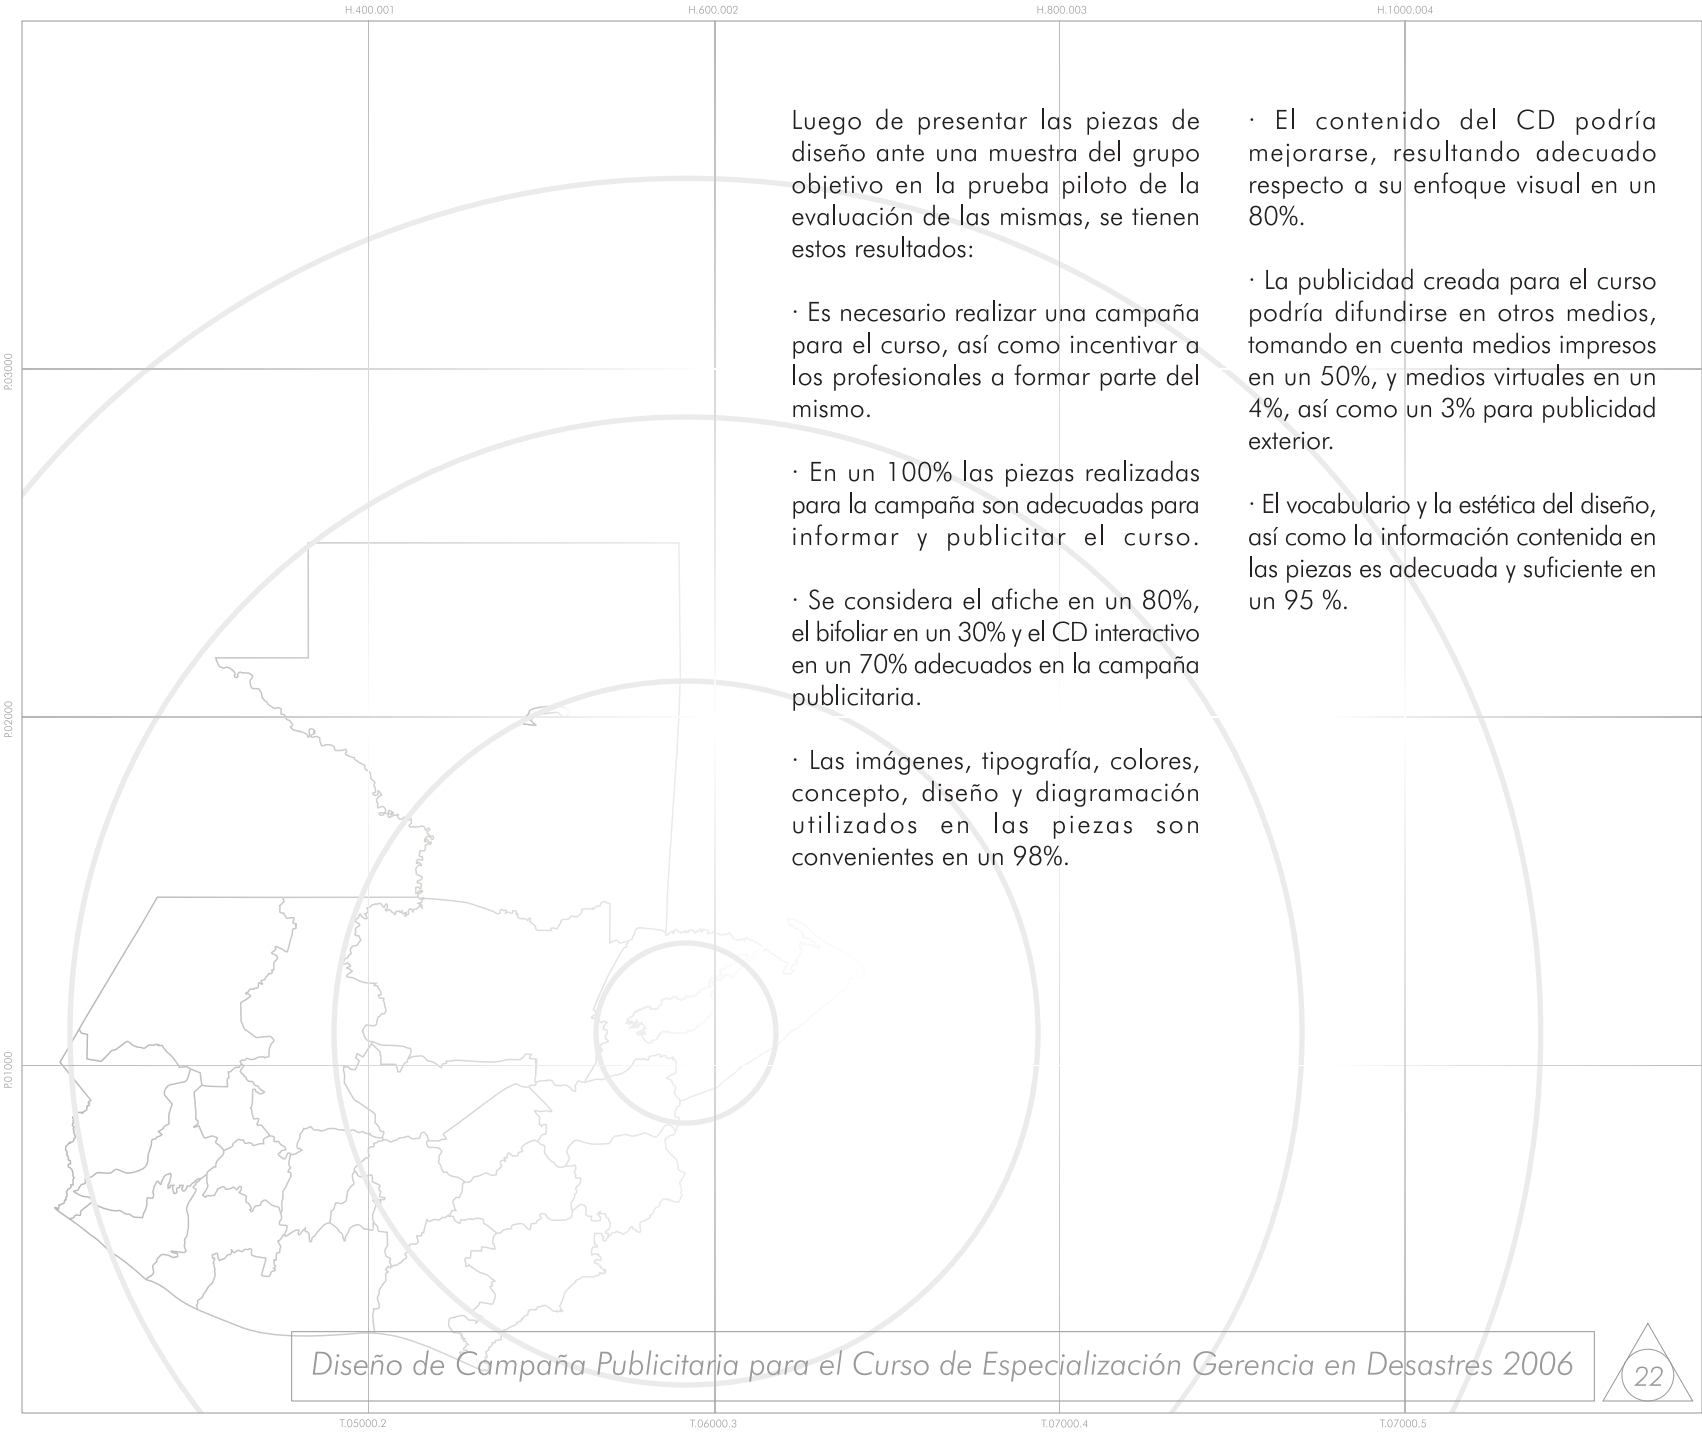 H.400.001
H.600.002
H.800.003
H.1000.004
P.03000
P.02000
P.01000
Luego de presentar las piezas de
diseño ante una muestra del grupo
objetivo en la prueba piloto de la
evaluación de las mismas, se tienen
estos resultados:
· Es necesario realizar una campaña
para el curso, así como incentivar a
los profesionales a formar parte del
mismo.
· En un 100% las piezas realizadas
para la campaña son adecuadas para
informar y publicitar el curso.
· Se considera el afiche en un 80%,
el bifoliar en un 30% y el CD interactivo
en un 70% adecuados en la campaña
publicitaria.
· Las imágenes, tipografía, colores,
concepto, diseño y diagramación
utilizados en las piezas son
convenientes en un 98%.
· El contenido del CD podría
mejorarse, resultando adecuado
respecto a su enfoque visual en un
80%.
· La publicidad creada para el curso
podría difundirse en otros medios,
tomando en cuenta medios impresos
en un 50%, y medios virtuales en un
4%, así como un 3% para publicidad
exterior.
· El vocabulario y la estética del diseño,
así como la información contenida en
las piezas es adecuada y suficiente en
un 95 %.
Diseño de Campaña Publicitaria para el Curso de Especialización Gerencia en Desastres 2006
22
T.05000.2
T.06000.3
T.07000.4
T.07000.5